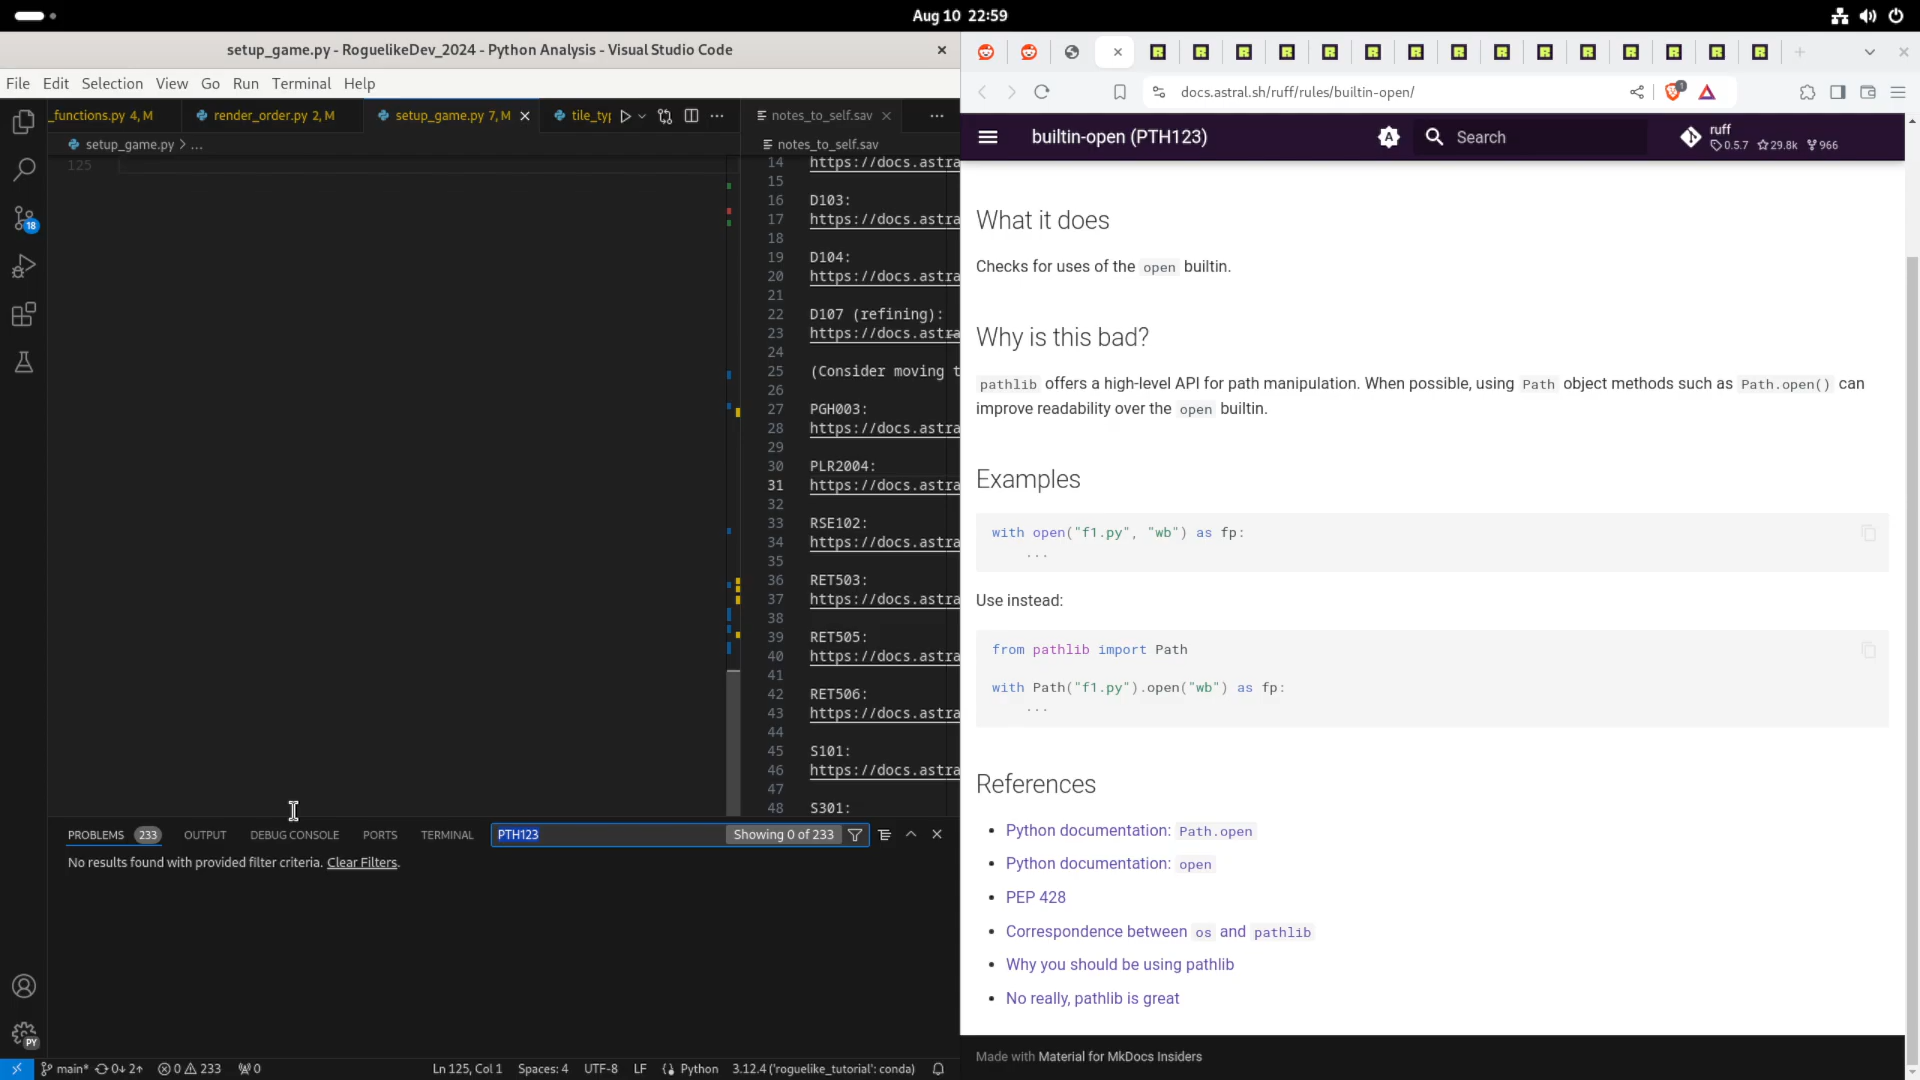 Aug 10 22:59
setup_game.py - RoguelikeDev_2024 - Python Analysis - Visual Studio Code
File Edit Selection View Go Run Terminal Help
_functions.py 4, M
render_order.py 2, M
setup_game.py 7, M
tile_typ
notes_to_self.sav
setup_game.py > ...
notes_to_self.sav
125
14 https://docs.astra
15
16 D103:
17 https://docs.astra
18
19 D104:
20 https://docs.astra
21
22 D107 (refining):
23 https://docs.astra
24
25 (Consider moving t
26
27 PGH003:
28 https://docs.astra
29
30 PLR2004:
31 https://docs.astra
32
33 RSE102:
34 https://docs.astra
35
36 RET503:
37 https://docs.astra
38
39 RET505:
40 https://docs.astra
41
42 RET506:
43 https://docs.astra
44
45 S101:
46 https://docs.astra
47
48 S301:
18
PROBLEMS 233 OUTPUT DEBUG CONSOLE PORTS TERMINAL PTH123 Showing 0 of 233
No results found with provided filter criteria. Clear Filters.
PY
main* 0↓ 2↑ 0 233 0 Ln 125, Col 1 Spaces: 4 UTF-8 LF Python 3.12.4 ('roguelike_tutorial': conda)
docs.astral.sh/ruff/rules/builtin-open/
1
builtin-open (PTH123)
Search
ruff
0.5.7 29.8k 966
What it does
Checks for uses of the open builtin.
Why is this bad?
pathlib offers a high-level API for path manipulation. When possible, using Path object methods such as Path.open() can
improve readability over the open builtin.
Examples
with open("f1.py", "wb") as fp:
...
Use instead:
from pathlib import Path
with Path("f1.py").open("wb") as fp:
...
References
Python documentation: Path.open
Python documentation: open
PEP 428
Correspondence between os and pathlib
Why you should be using pathlib
No really, pathlib is great
Made with Material for MkDocs Insiders